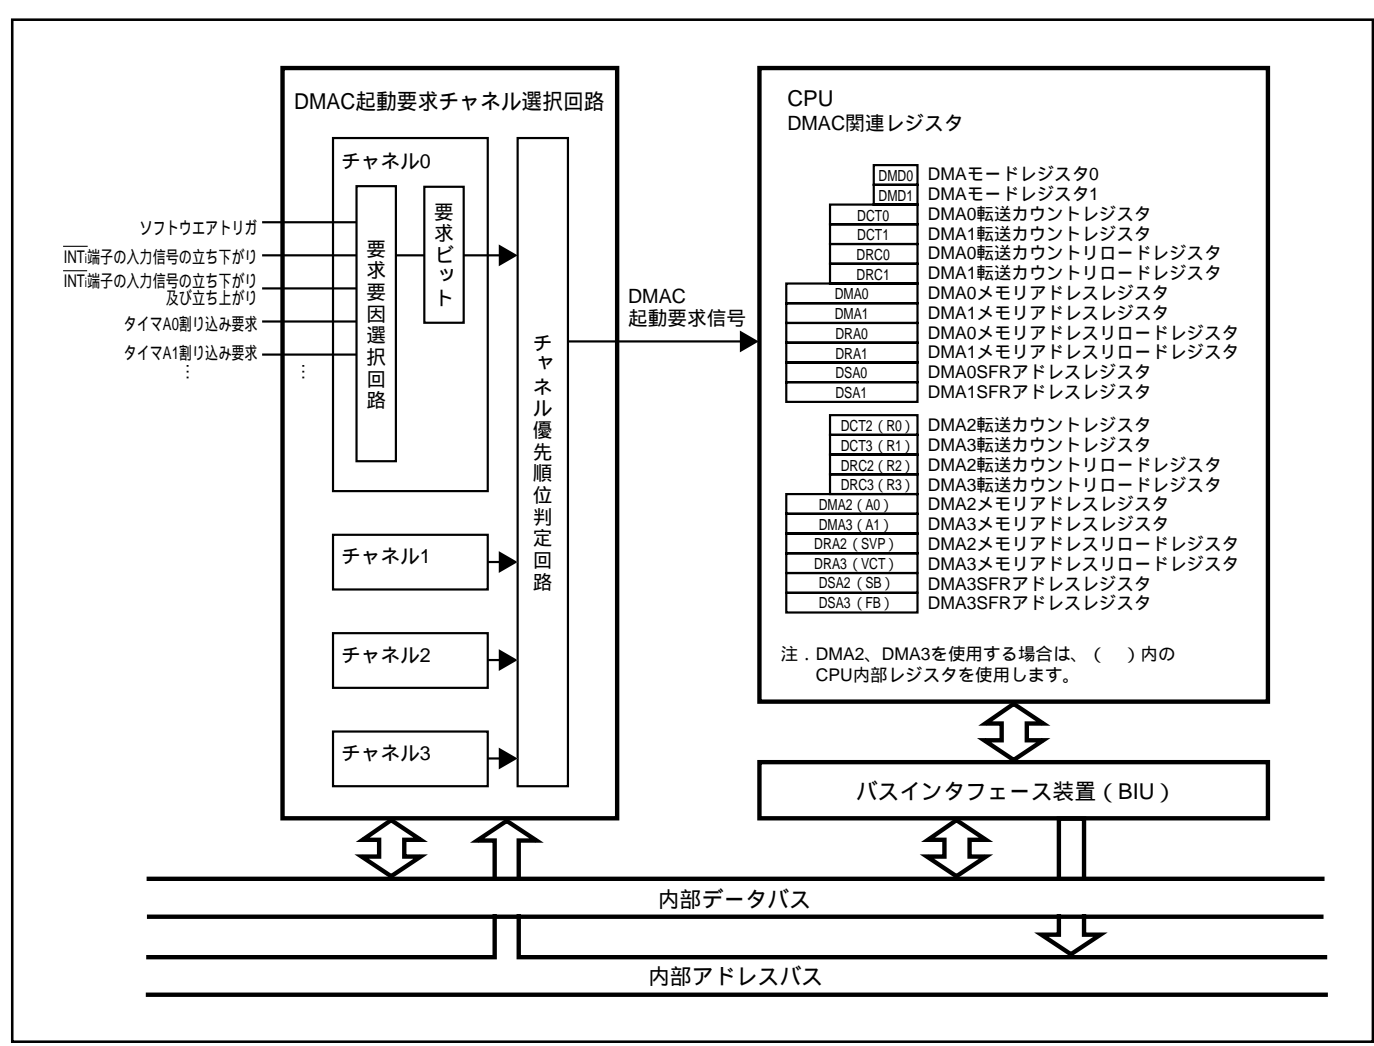 DMAC起動要求チャネル選択回路
チャネル0
要求要因選択回路
要求ビット
チャネル優先順位判定回路
ソフトウエアトリガ
INTi端子の入力信号の立ち下がり
INTi端子の入力信号の立ち下がり
及び立ち上がり
タイマA0割り込み要求
タイマA1割り込み要求
…
…
チャネル1
チャネル2
チャネル3
DMAC
起動要求信号
CPU
DMAC関連レジスタ
DMD0 DMAモードレジスタ0
DMD1 DMAモードレジスタ1
DCT0 DMA0転送カウントレジスタ
DCT1 DMA1転送カウントレジスタ
DRC0 DMA0転送カウントリロードレジスタ
DRC1 DMA1転送カウントリロードレジスタ
DMA0 DMA0メモリアドレスレジスタ
DMA1 DMA1メモリアドレスレジスタ
DRA0 DMA0メモリアドレスリロードレジスタ
DRA1 DMA1メモリアドレスリロードレジスタ
DSA0 DMA0SFRアドレスレジスタ
DSA1 DMA1SFRアドレスレジスタ
DCT2（R0） DMA2転送カウントレジスタ
DCT3（R1） DMA3転送カウントレジスタ
DRC2（R2） DMA2転送カウントリロードレジスタ
DRC3（R3） DMA3転送カウントリロードレジスタ
DMA2（A0） DMA2メモリアドレスレジスタ
DMA3（A1） DMA3メモリアドレスレジスタ
DRA2（SVP） DMA2メモリアドレスリロードレジスタ
DRA3（VCT） DMA3メモリアドレスリロードレジスタ
DSA2（SB） DMA3SFRアドレスレジスタ
DSA3（FB） DMA3SFRアドレスレジスタ
注．DMA2、DMA3を使用する場合は、（　）内の
CPU内部レジスタを使用します。
バスインタフェース装置（BIU）
内部データバス
内部アドレスバス